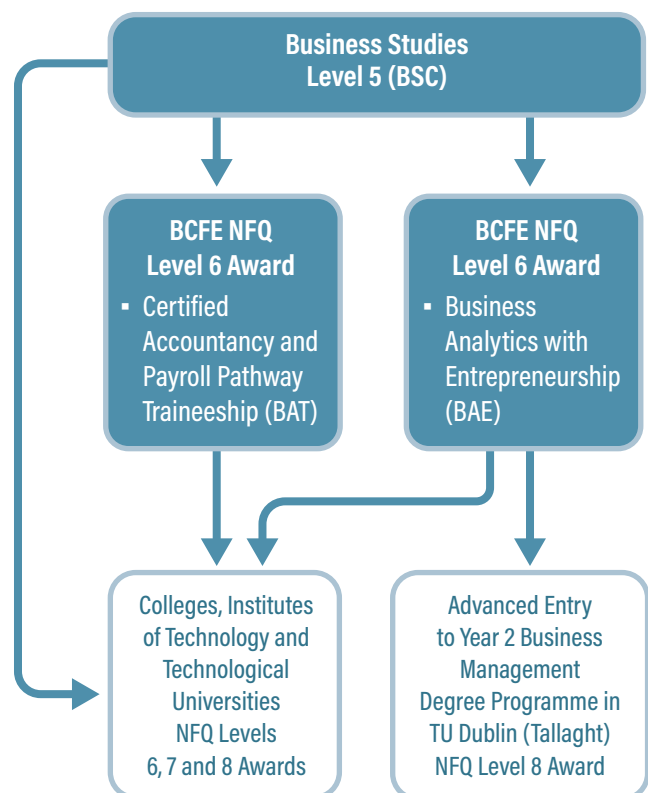 Business Studies
Level 5 (BSC)
BCFE NFQ
Level 6 Award
▪ Certified
Accountancy and
Payroll Pathway
Traineeship (BAT)
BCFE NFQ
Level 6 Award
▪ Business
Analytics with
Entrepreneurship
(BAE)
Colleges, Institutes
of Technology and
Technological
Universities
NFQ Levels
6, 7 and 8 Awards
Advanced Entry
to Year 2 Business
Management
Degree Programme in
TU Dublin (Tallaght)
NFQ Level 8 Award